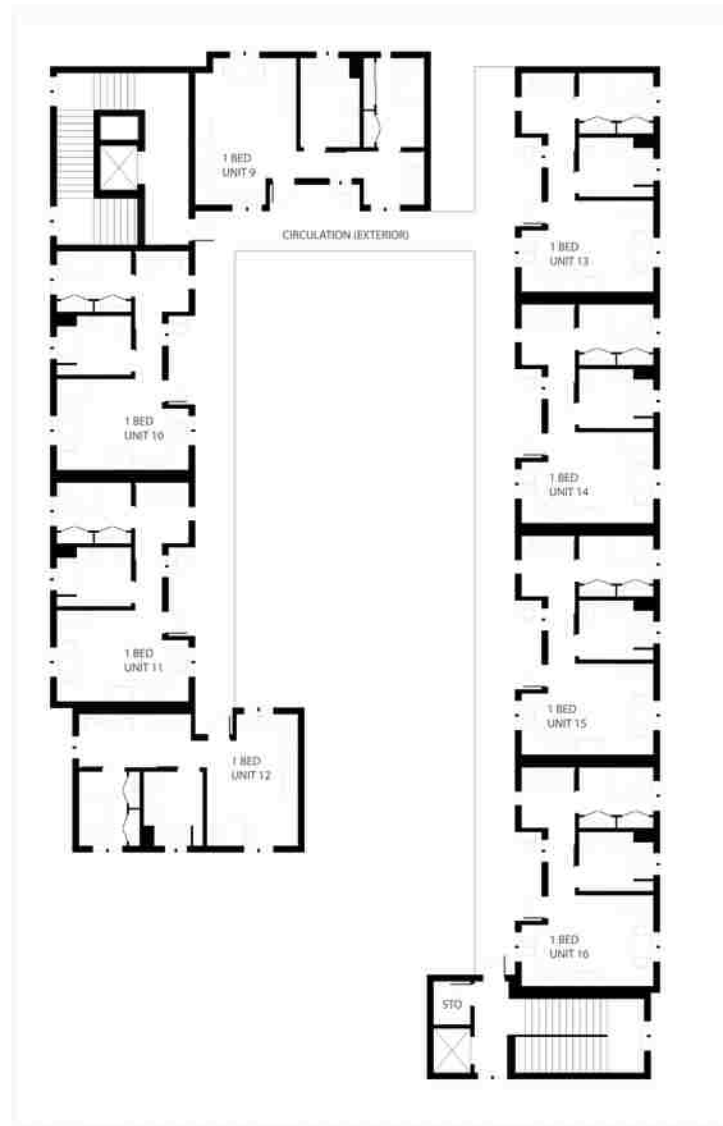 1 BED
UNIT 9
CIRCULATION (EXTERIOR)
1 BED
UNIT 13
1 BED
UNIT 10
1 BED
UNIT 14
1 BED
UNIT 11
1 BED
UNIT 15
1 BED
UNIT 12
1 BED
UNIT 16
STO